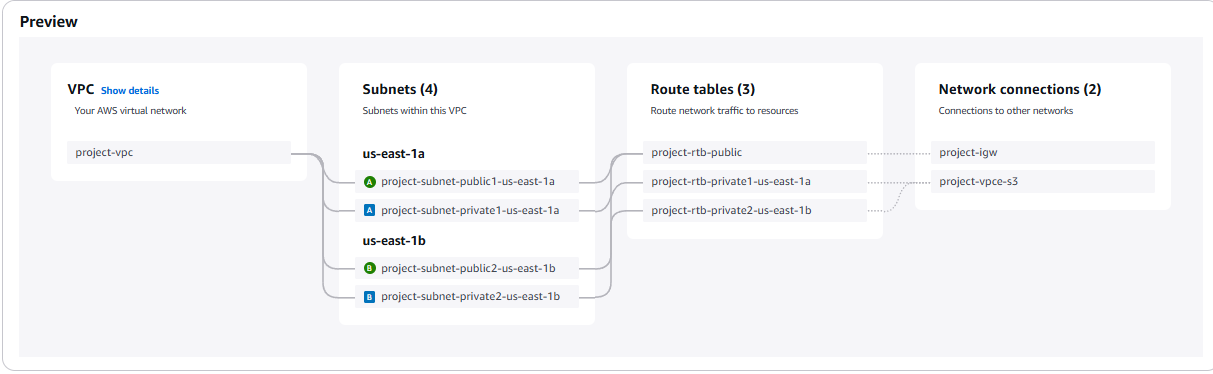 Preview
VPC Show details
Your AWS virtual network
project-vpc
Subnets (4)
Subnets within this VPC
us-east-1a
A project-subnet-public1-us-east-1a
A project-subnet-private1-us-east-1a
us-east-1b
B project-subnet-public2-us-east-1b
B project-subnet-private2-us-east-1b
Route tables (3)
Route network traffic to resources
project-rtb-public
project-rtb-private1-us-east-1a
project-rtb-private2-us-east-1b
Network connections (2)
Connections to other networks
project-igw
project-vpce-s3